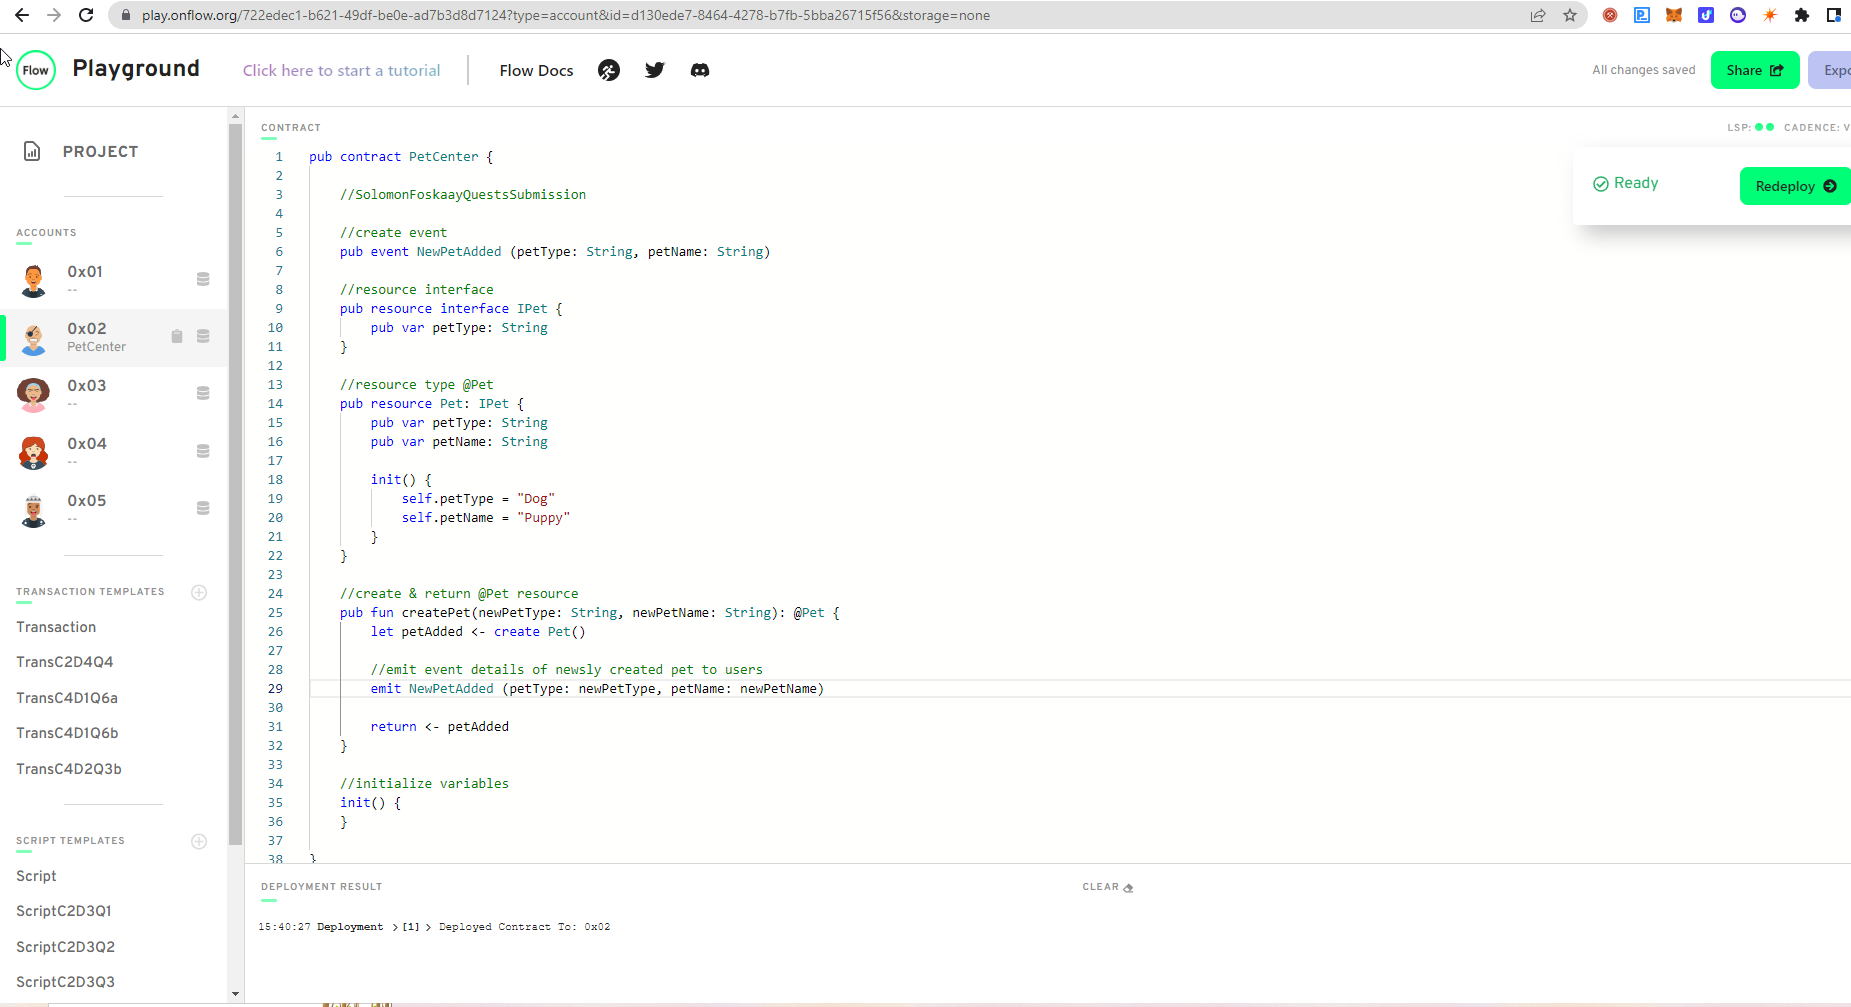 play.onflow.org/722edec1-b621-49df-be0e-ad7b3d8d7124?type=account&id=d130ede7-8464-4278-b7fb-5bba26715f56&storage=none
Flow
Playground
Click here to start a tutorial
Flow Docs
All changes saved
Share
Expo
PROJECT
ACCOUNTS
0x01
--
0x02
PetCenter
0x03
--
0x04
--
0x05
--
TRANSACTION TEMPLATES
Transaction
TransC2D4Q4
TransC4D1Q6a
TransC4D1Q6b
TransC4D2Q3b
SCRIPT TEMPLATES
Script
ScriptC2D3Q1
ScriptC2D3Q2
ScriptC2D3Q3
CONTRACT
LSP: CADENCE: V
Ready
Redeploy
1 pub contract PetCenter {
2
3 //SolomonFoskaayQuestsSubmission
4
5 //create event
6 pub event NewPetAdded (petType: String, petName: String)
7
8 //resource interface
9 pub resource interface IPet {
10 pub var petType: String
11 }
12
13 //resource type @Pet
14 pub resource Pet: IPet {
15 pub var petType: String
16 pub var petName: String
17
18 init() {
19 self.petType = "Dog"
20 self.petName = "Puppy"
21 }
22 }
23
24 //create & return @Pet resource
25 pub fun createPet(newPetType: String, newPetName: String): @Pet {
26 let petAdded <- create Pet()
27
28 //emit event details of newsly created pet to users
29 emit NewPetAdded (petType: newPetType, petName: newPetName)
30
31 return <- petAdded
32 }
33
34 //initialize variables
35 init() {
36 }
37
38 }
DEPLOYMENT RESULT
CLEAR
15:40:27 Deployment > [1] > Deployed Contract To: 0x02